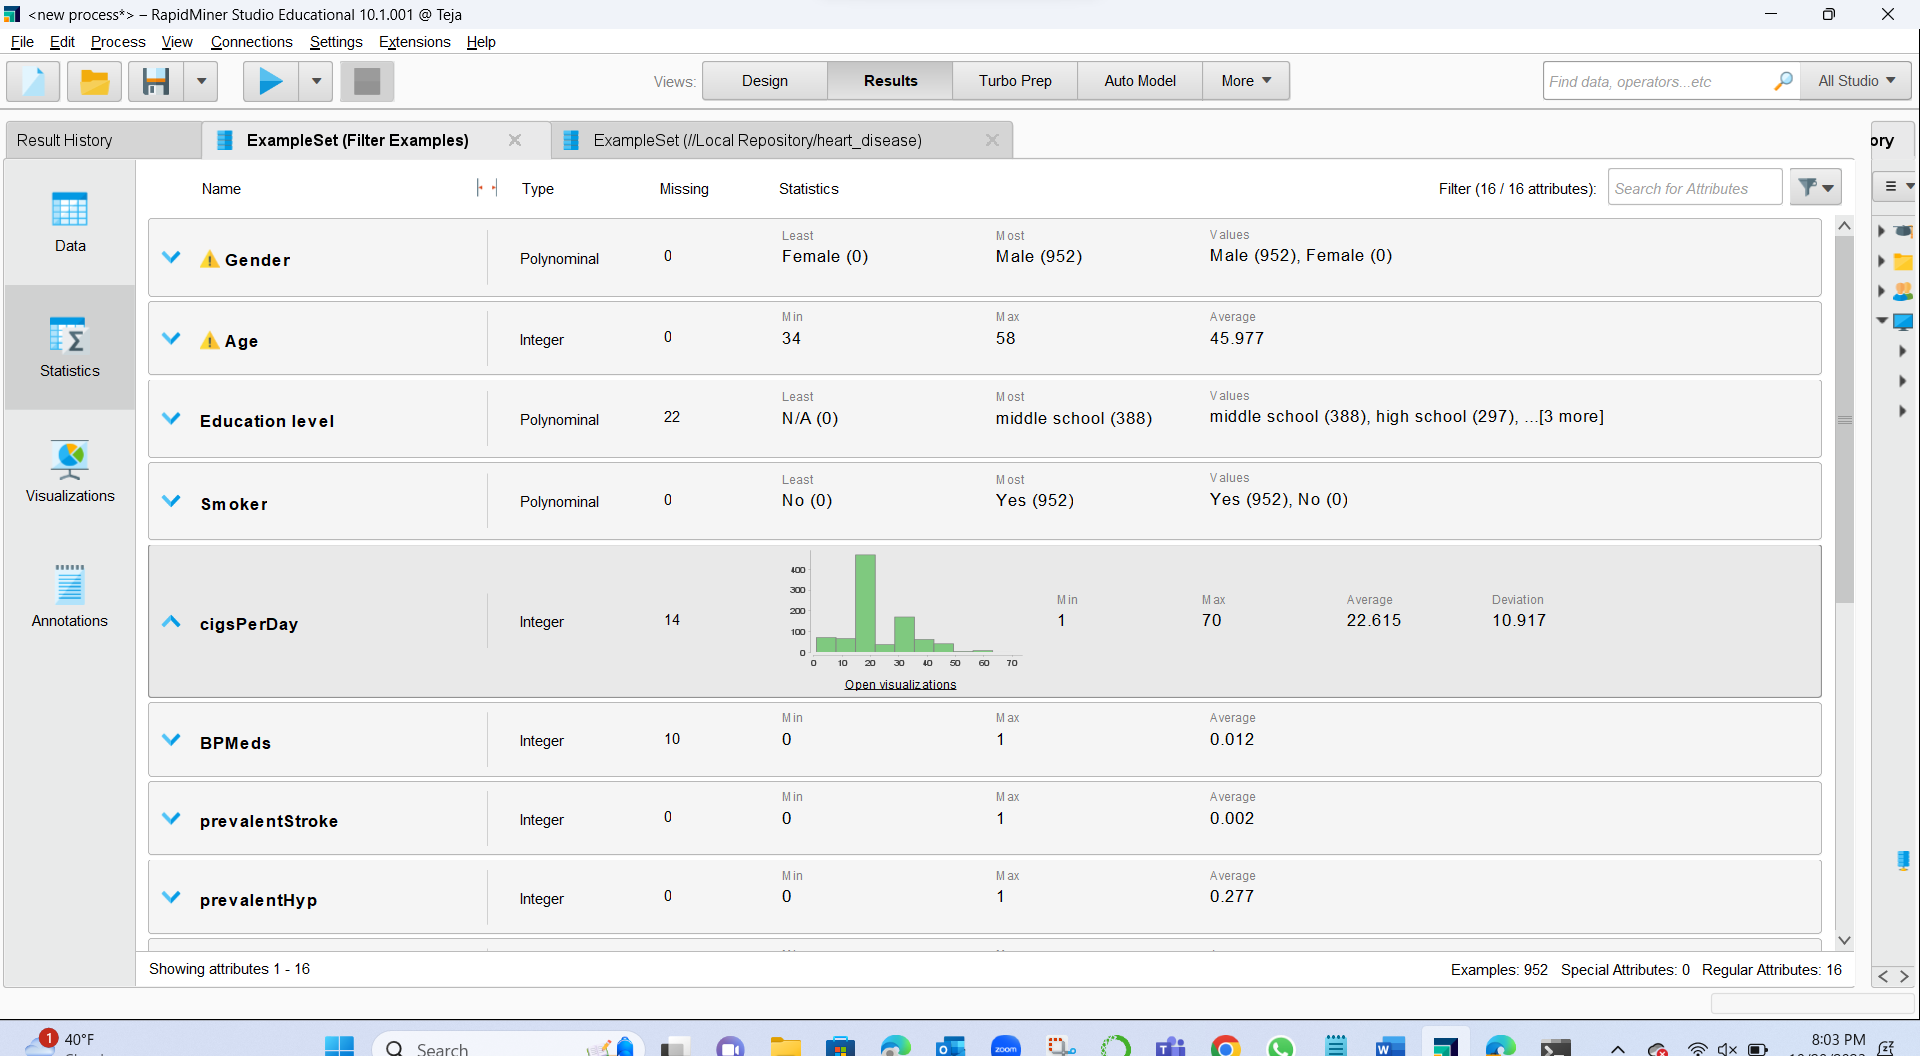 <new process*> – RapidMiner Studio Educational 10.1.001 @ Teja
File Edit Process View Connections Settings Extensions Help
Views: Design Results Turbo Prep Auto Model More
Find data, operators...etc All Studio
Result History ExampleSet (Filter Examples) ExampleSet (//Local Repository/heart_disease) ory
Name Type Missing Statistics Filter (16 / 16 attributes): Search for Attributes
Data
Statistics
Visualizations
Annotations
Least Most Values
Gender Polynominal 0 Female (0) Male (952) Male (952), Female (0)
Min Max Average
Age Integer 0 34 58 45.977
Least Most Values
Education level Polynominal 22 N/A (0) middle school (388) middle school (388), high school (297), ...[3 more]
Least Most Values
Smoker Polynominal 0 No (0) Yes (952) Yes (952), No (0)
400
300
200
100
0
0 10 20 30 40 50 60 70
Open visualizations
Min Max Average Deviation
cigsPerDay Integer 14 1 70 22.615 10.917
Min Max Average
BPMeds Integer 10 0 1 0.012
Min Max Average
prevalentStroke Integer 0 0 1 0.002
Min Max Average
prevalentHyp Integer 0 0 1 0.277
Showing attributes 1 - 16 Examples: 952 Special Attributes: 0 Regular Attributes: 16
1 40°F
Search zoom 8:03 PM